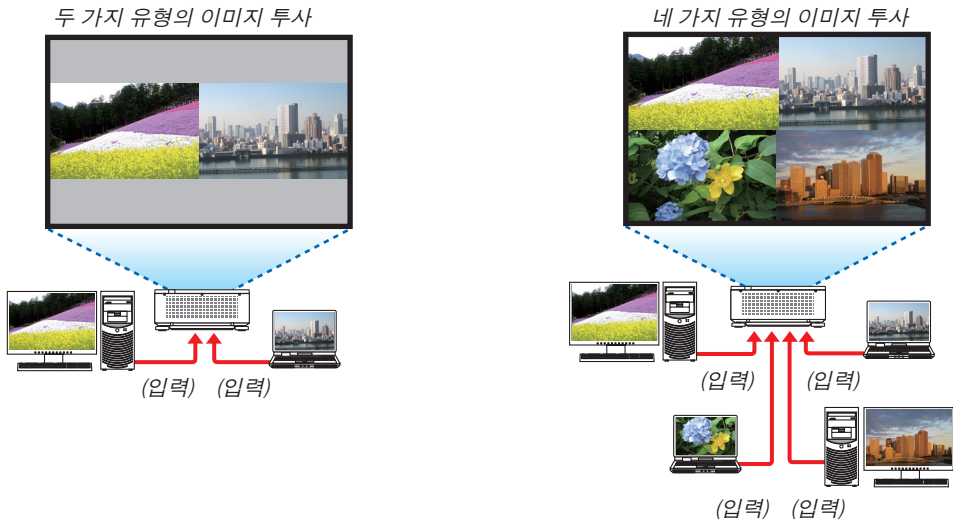 두 가지 유형의 이미지 투사
네 가지 유형의 이미지 투사
(입력) (입력)
(입력) (입력)
(입력) (입력)